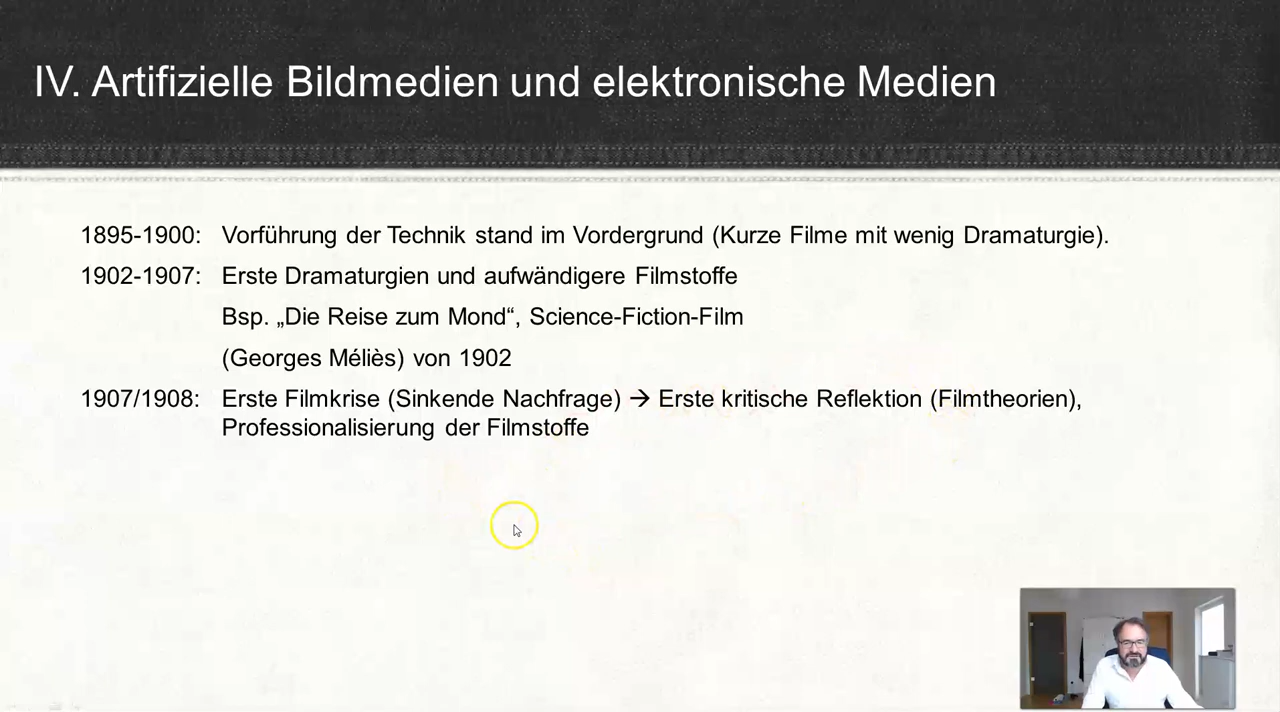 IV. Artifizielle Bildmedien und elektronische Medien
1895-1900: Vorführung der Technik stand im Vordergrund (Kurze Filme mit wenig Dramaturgie).
1902-1907: Erste Dramaturgien und aufwändigere Filmstoffe
Bsp. „Die Reise zum Mond“, Science-Fiction-Film
(Georges Méliès) von 1902
1907/1908: Erste Filmkrise (Sinkende Nachfrage) → Erste kritische Reflektion (Filmtheorien),
Professionalisierung der Filmstoffe